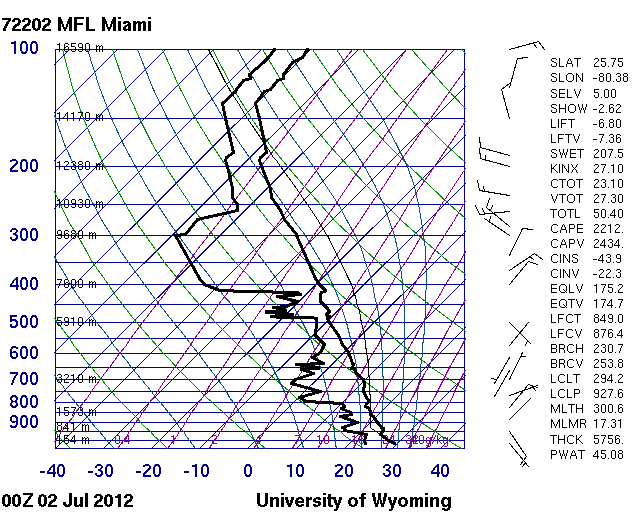 72202 MFL Miami
100
16590 m
14170 m
200
12380 m
10930 m
300
9660 m
400
7600 m
500
5910 m
600
700
3210 m
800
1573 m
900
841 m
154 m
0.4 1 2 4 7 10 g/kg
-40 -30 -20 -10 0 10 20 30 40
00Z 02 Jul 2012 University of Wyoming
SLAT 25.75
SLON -80.38
SELV 5.00
SHOW -2.62
LIFT -6.80
LFTV -7.36
SWET 207.5
KINX 27.10
CTOT 23.10
VTOT 27.30
TOTL 50.40
CAPE 2212.
CAPV 2434.
CINS -43.9
CINV -22.3
EQLV 175.2
EQTV 174.7
LFCT 849.0
LFCV 876.4
BRCH 230.7
BRCV 253.8
LCLT 294.2
LCLP 927.6
MLTH 300.6
MLMR 17.31
THCK 5756.
PWAT 45.08